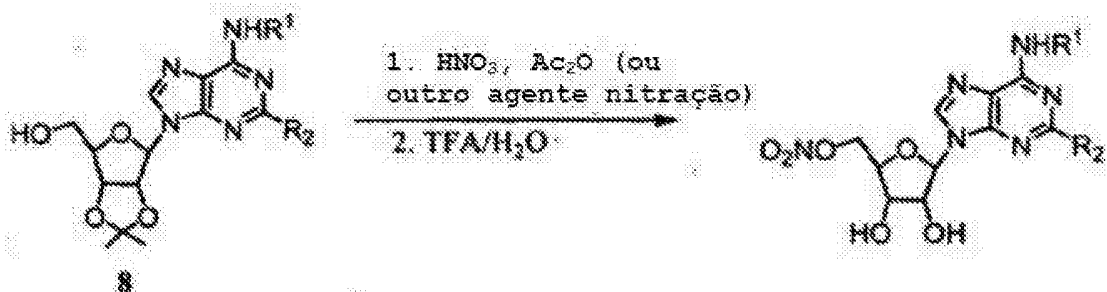 NHR¹
N
N
N
N
R₂
HO
O
O
O
8
1. HNO₃, Ac₂O (ou
outro agente nitração)
2. TFA/H₂O
NHR¹
N
N
N
N
R₂
O₂NO
O
HO
OH